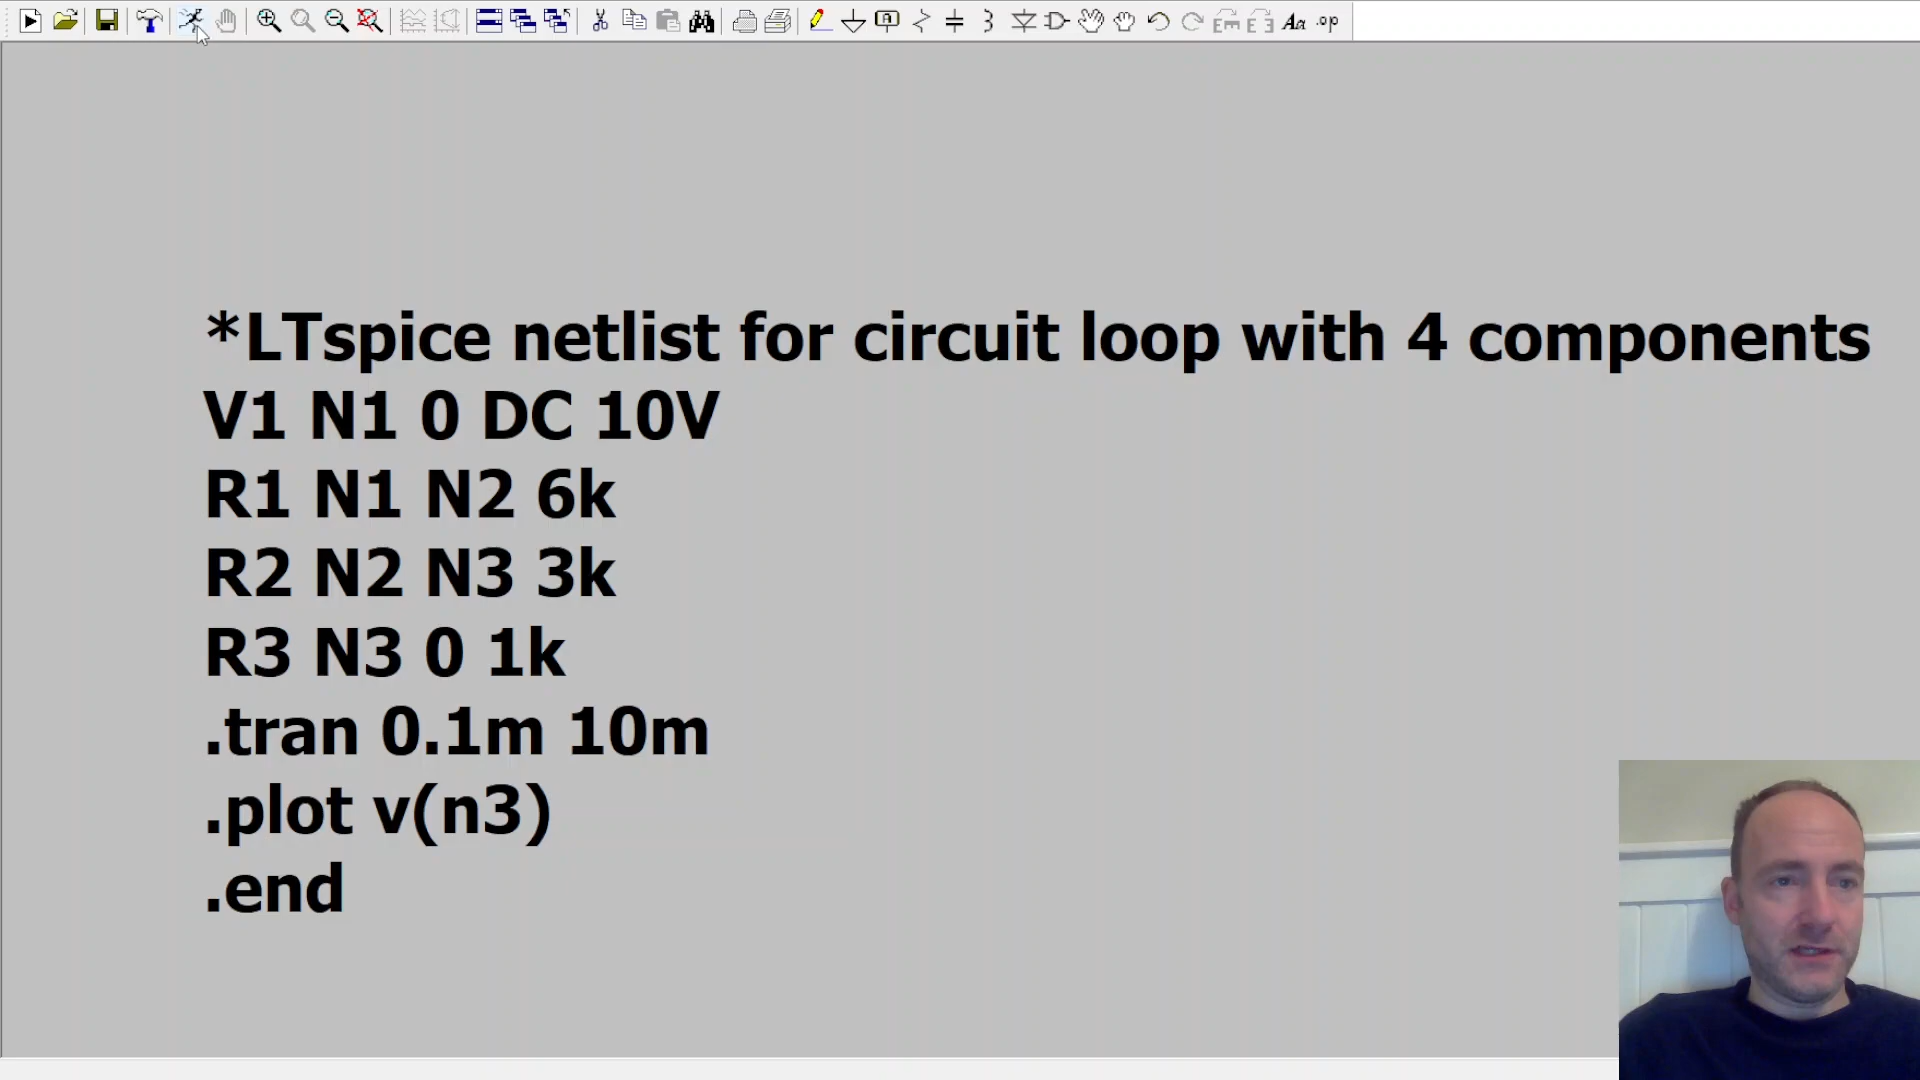 *LTspice netlist for circuit loop with 4 components
V1 N1 0 DC 10V
R1 N1 N2 6k
R2 N2 N3 3k
R3 N3 0 1k
.tran 0.1m 10m
.plot v(n3)
.end